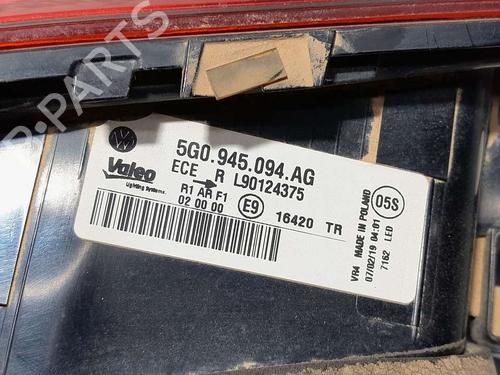 B-PARTS
5G0.945.094.AG
Valeo
Lighting Systems
ECE R L90124375
R1 AR F1
02 00 00
E9
16420 TR
05S
VR4 MADE IN POLAND
07/02/19 04:01
7162 LED